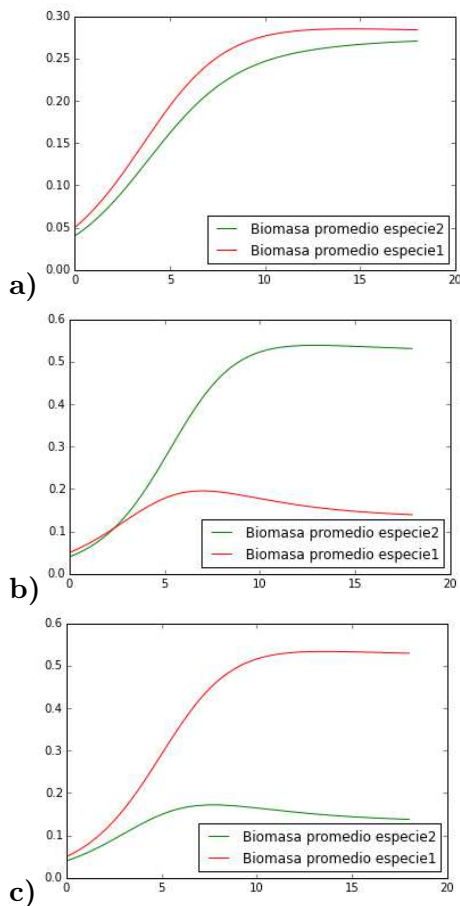 0.30
0.25
0.20
0.15
0.10
0.05
0.00
Biomasa promedio especie2
Biomasa promedio especie1
0 5 10 15 20
a)
0.6
0.5
0.4
0.3
0.2
0.1
0.0
Biomasa promedio especie2
Biomasa promedio especie1
0 5 10 15 20
b)
0.6
0.5
0.4
0.3
0.2
0.1
0.0
Biomasa promedio especie2
Biomasa promedio especie1
0 5 10 15 20
c)